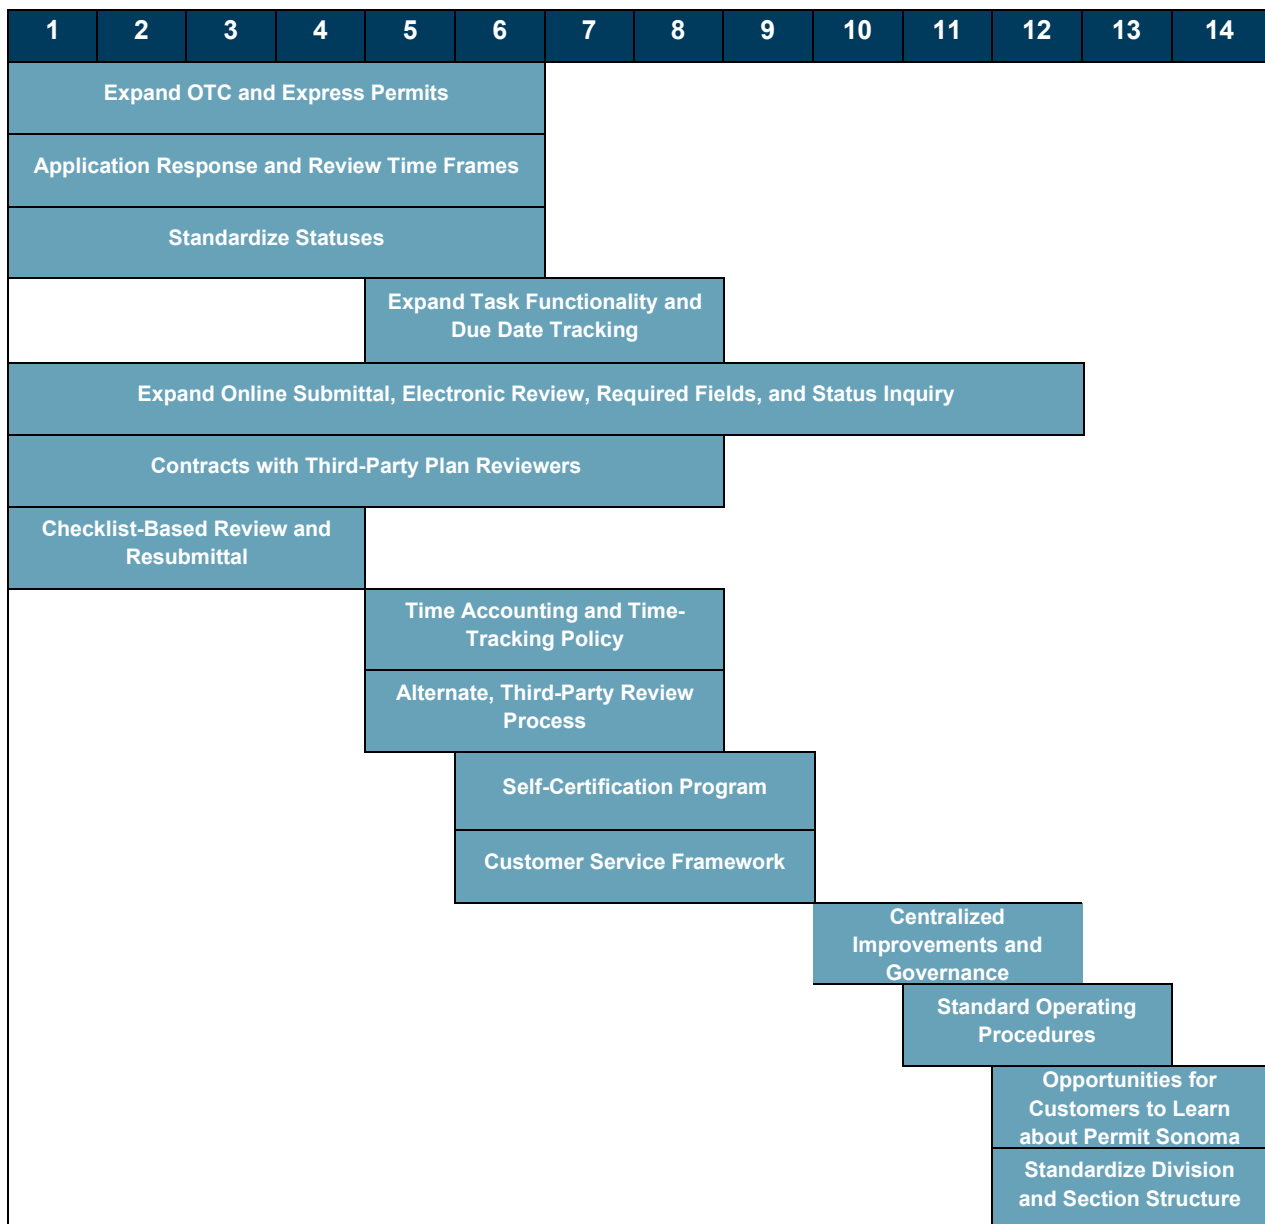 1 2 3 4 5 6 7 8 9 10 11 12 13 14
Expand OTC and Express Permits
Application Response and Review Time Frames
Standardize Statuses
Expand Task Functionality and
Due Date Tracking
Expand Online Submittal, Electronic Review, Required Fields, and Status Inquiry
Contracts with Third-Party Plan Reviewers
Checklist-Based Review and
Resubmittal
Time Accounting and Time-
Tracking Policy
Alternate, Third-Party Review
Process
Self-Certification Program
Customer Service Framework
Centralized
Improvements and
Governance
Standard Operating
Procedures
Opportunities for
Customers to Learn
about Permit Sonoma
Standardize Division
and Section Structure